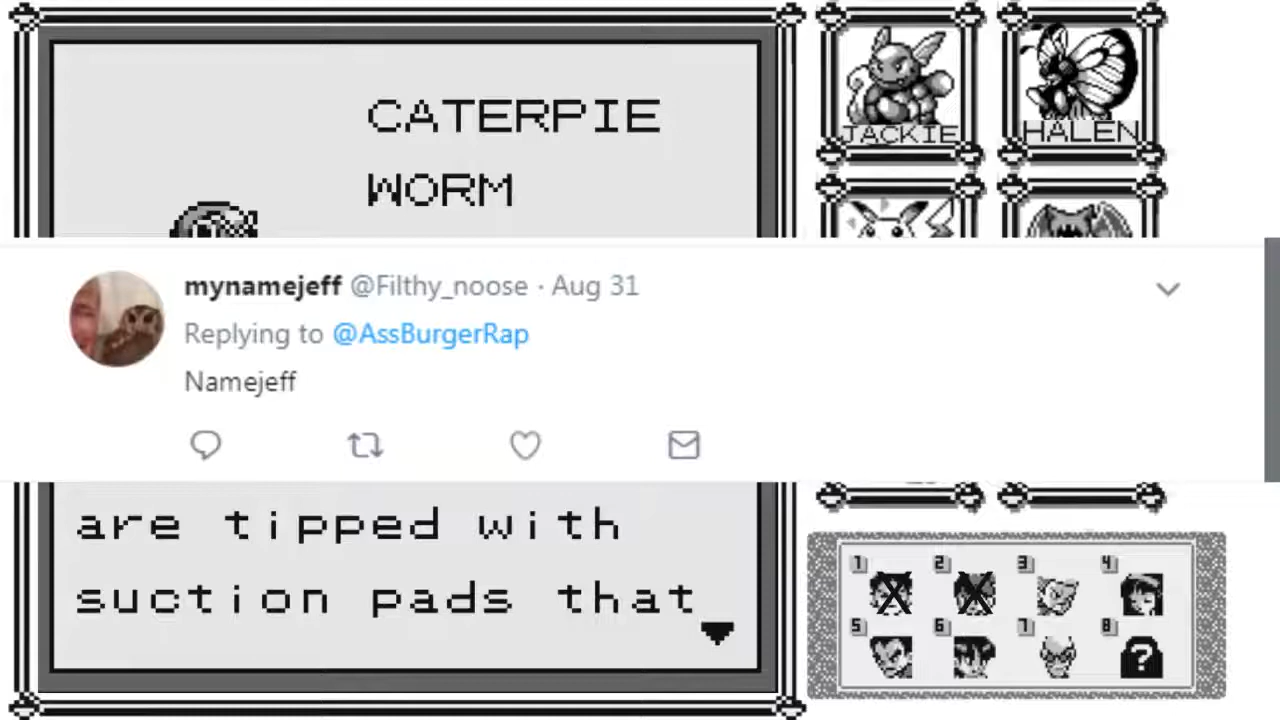 CATERPIE
WORM
JACKIE
HALEN
mynamejeff @Filthy_noose · Aug 31
Replying to @AssBurgerRap
Namejeff
are tipped with
suction pads that
1 2 3 4
5 6 7 8
?